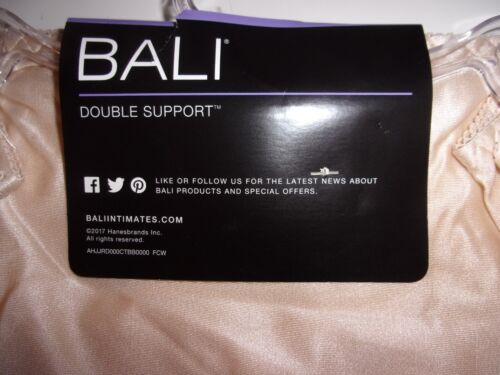 BALI®
DOUBLE SUPPORT™
LIKE OR FOLLOW US FOR THE LATEST NEWS ABOUT
BALI PRODUCTS AND SPECIAL OFFERS.
BALIINTIMATES.COM
©2017 Hanesbrands Inc.
All rights reserved.
AHJJRD000CTBB0000 FCW